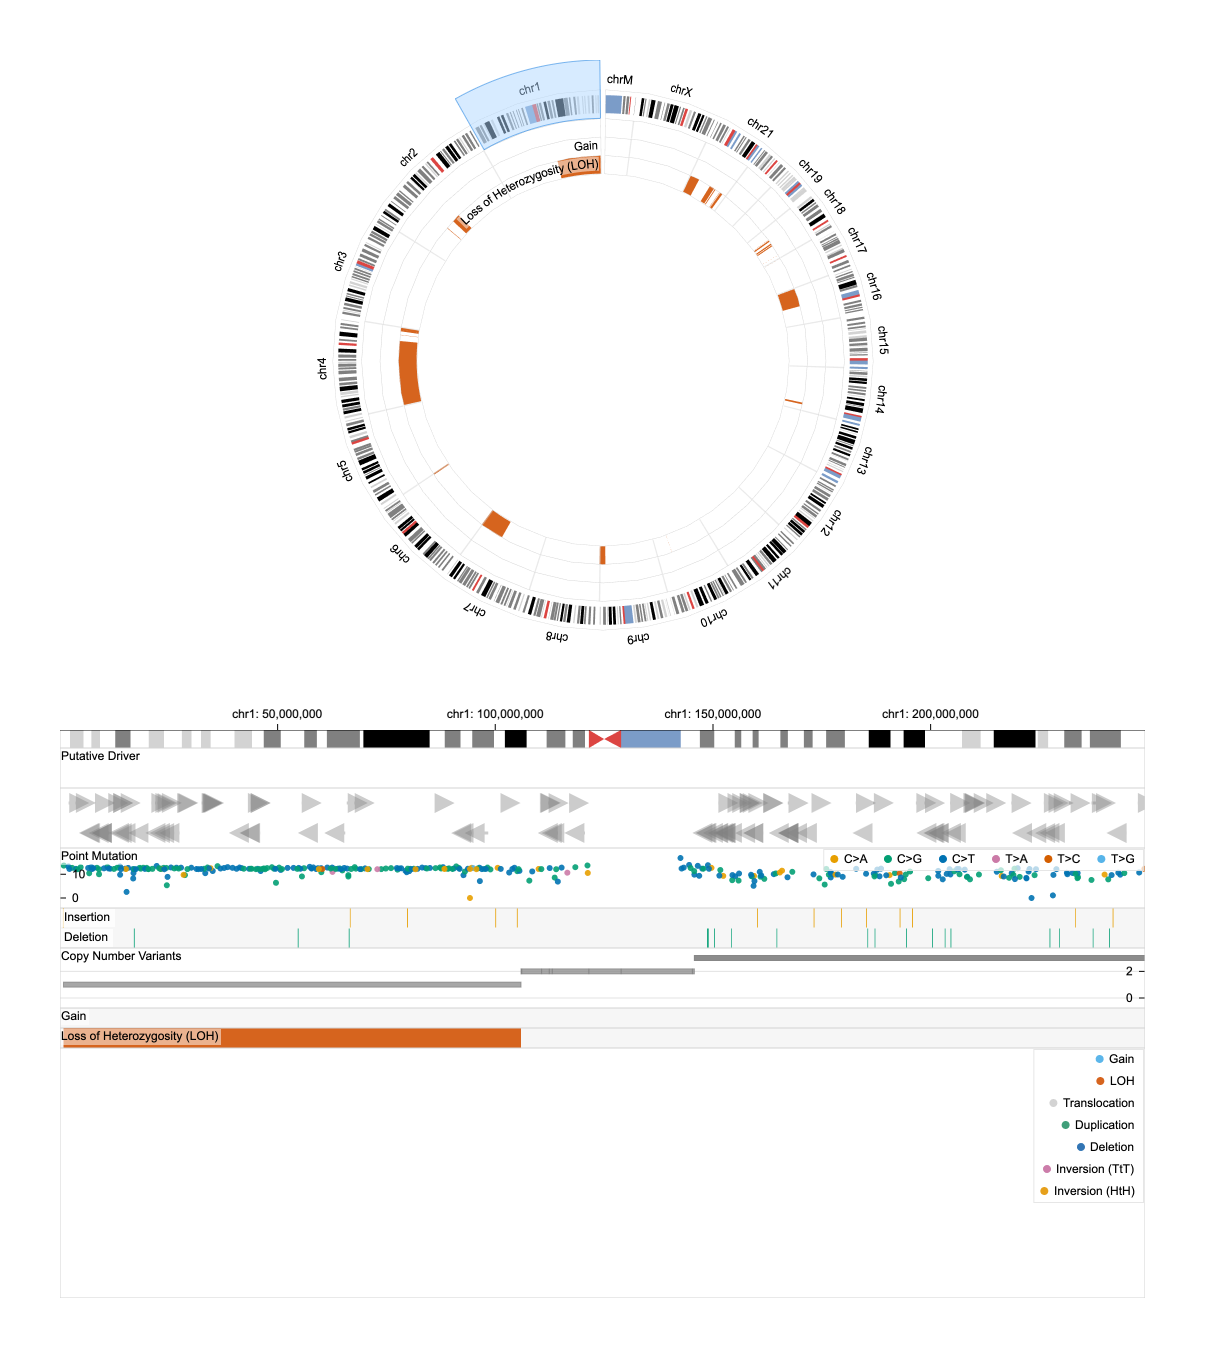 chrM
chrX
chr1
chr21
chr2
chr19
Gain
Loss of Heterozygosity (LOH)
chr18
chr17
chr3
chr16
chr15
chr4
chr14
chr5
chr13
chr12
chr6
chr11
chr7
chr10
chr8
chr9
chr1: 50,000,000 chr1: 100,000,000 chr1: 150,000,000 chr1: 200,000,000
Putative Driver
Point Mutation
C>A C>G C>T T>A T>C T>G
10
0
Insertion
Deletion
Copy Number Variants
2
0
Gain
Loss of Heterozygosity (LOH)
Gain
LOH
Translocation
Duplication
Deletion
Inversion (TtT)
Inversion (HtH)